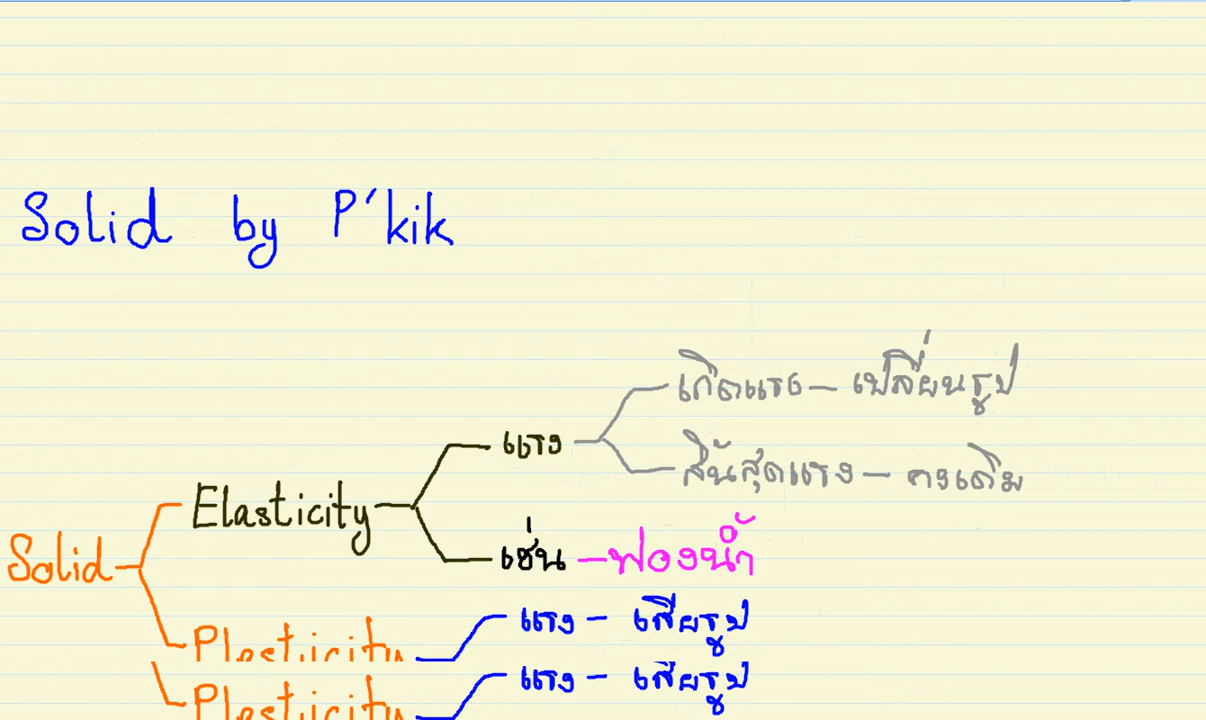 Solid by P'kik
เกิดแรง – เปลี่ยนรูป
แรง
สิ้นสุดแรง – คงเดิม
Elasticity
Solid
เช่น – ฟองน้ำ
แรง – เสียรูป
Plasticity
แรง – เสียรูป
Plasticity